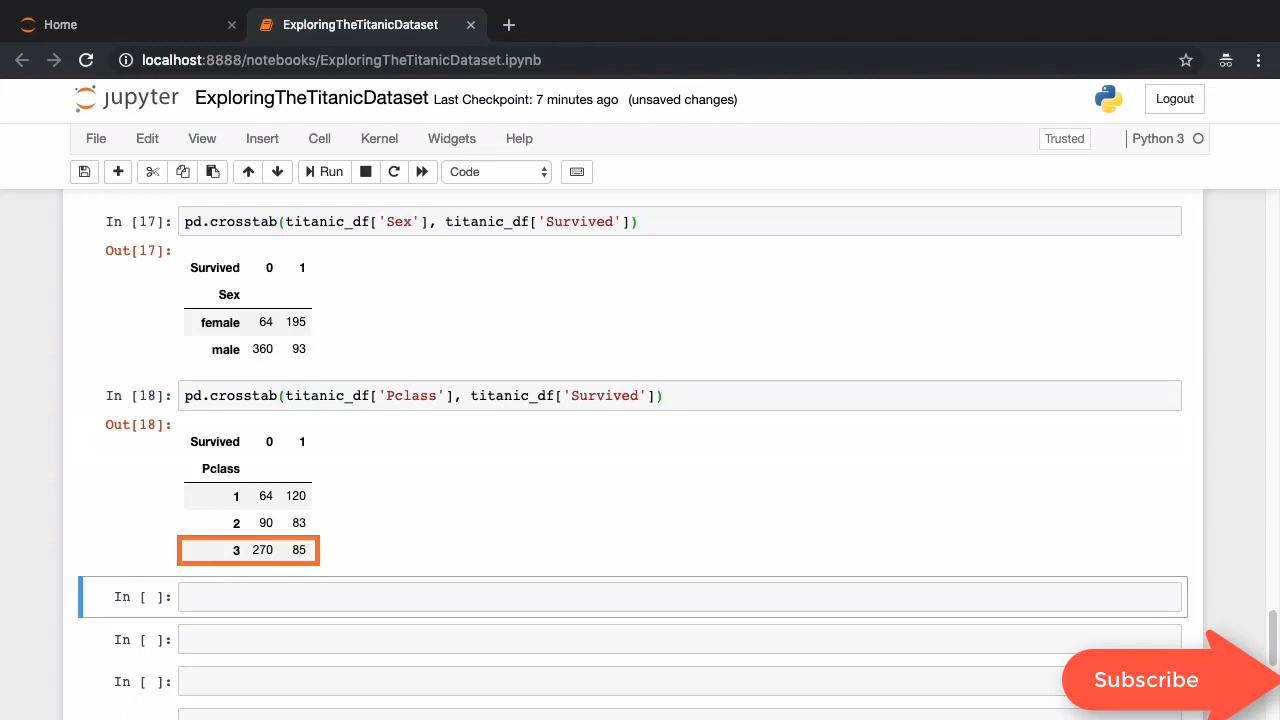 Home
ExploringTheTitanicDataset
localhost:8888/notebooks/ExploringTheTitanicDataset.ipynb
jupyter ExploringTheTitanicDataset Last Checkpoint: 7 minutes ago (unsaved changes) Logout
File Edit View Insert Cell Kernel Widgets Help Trusted Python 3
Run Code
In [17]: pd.crosstab(titanic_df['Sex'], titanic_df['Survived'])
Out[17]:
Survived 0 1
Sex
female 64 195
male 360 93
In [18]: pd.crosstab(titanic_df['Pclass'], titanic_df['Survived'])
Out[18]:
Survived 0 1
Pclass
1 64 120
2 90 83
3 270 85
In [ ]:
In [ ]:
In [ ]:
Subscribe